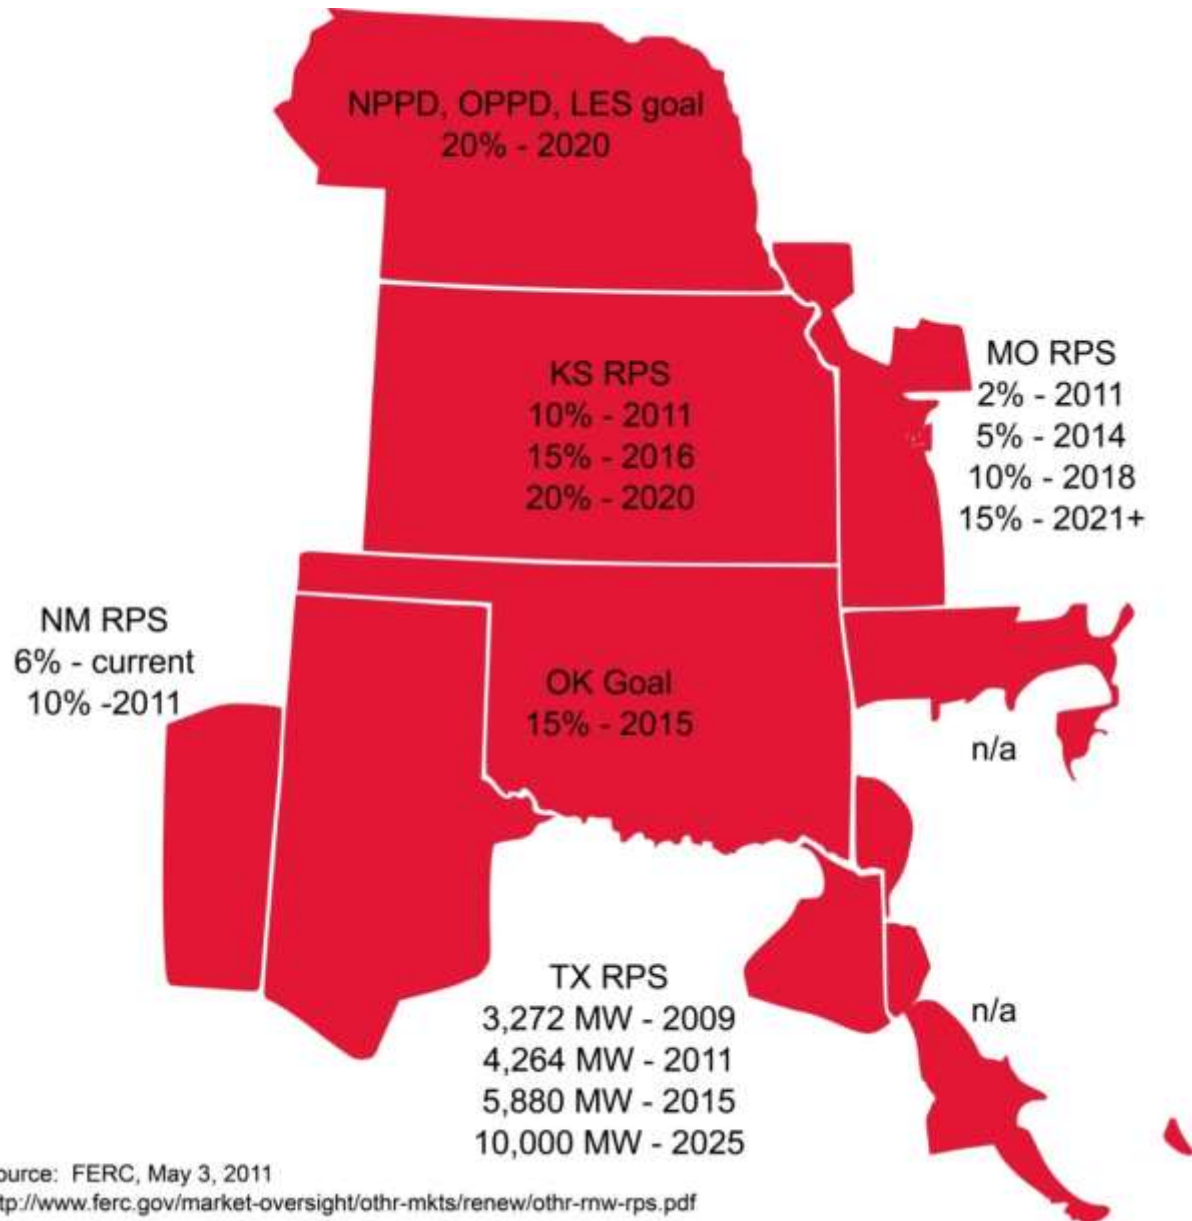 NPPD, OPPD, LES goal
20% - 2020
KS RPS
10% - 2011
15% - 2016
20% - 2020
MO RPS
2% - 2011
5% - 2014
10% - 2018
15% - 2021+
NM RPS
6% - current
10% -2011
OK Goal
15% - 2015
n/a
n/a
TX RPS
3,272 MW - 2009
4,264 MW - 2011
5,880 MW - 2015
10,000 MW - 2025
ource: FERC, May 3, 2011
tp://www.ferc.gov/market-oversight/othr-mkts/renew/othr-rnw-rps.pdf